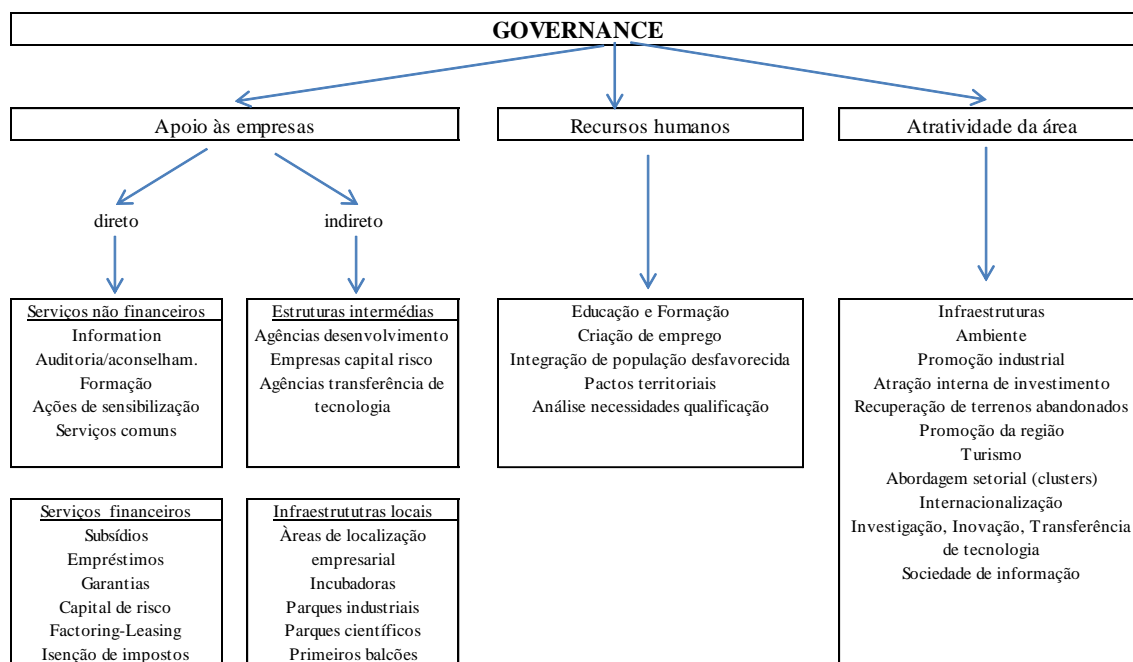 GOVERNANCE
Apoio às empresas
Recursos humanos
Atratividade da área
direto
indireto
Serviços não financeiros
Information
Auditoria/aconselham.
Formação
Ações de sensibilização
Serviços comuns
Estruturas intermédias
Agências desenvolvimento
Empresas capital risco
Agências transferência de
tecnologia
Educação e Formação
Criação de emprego
Integração de população desfavorecida
Pactos territoriais
Análise necessidades qualificação
Infraestruturas
Ambiente
Promoção industrial
Atração interna de investimento
Recuperação de terrenos abandonados
Promoção da região
Turismo
Abordagem setorial (clusters)
Internacionalização
Investigação, Inovação, Transferência
de tecnologia
Sociedade de informação
Serviços financeiros
Subsídios
Empréstimos
Garantias
Capital de risco
Factoring-Leasing
Isenção de impostos
Infraestrututras locais
Àreas de localização
empresarial
Incubadoras
Parques industriais
Parques científicos
Primeiros balcões